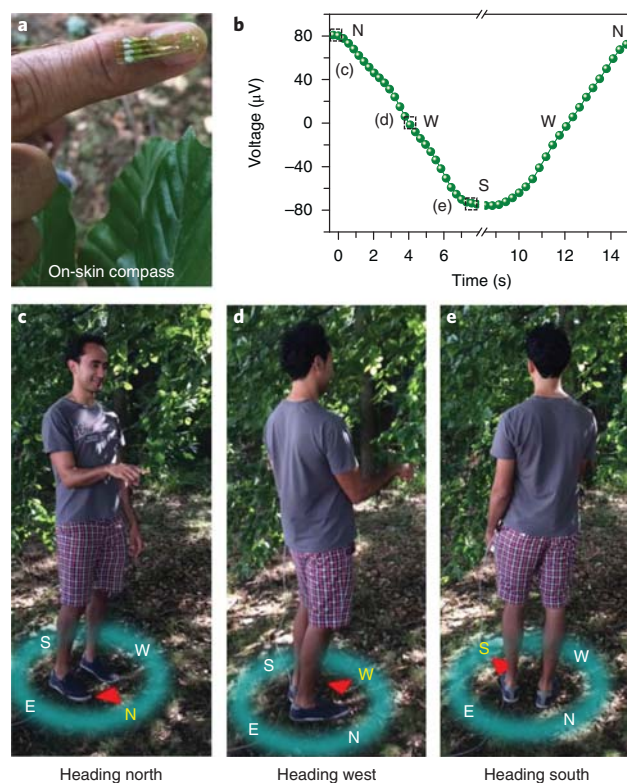 a
On-skin compass
b
80
40
0
−40
−80
Voltage (µV)
0 2 4 6 8 10 12 14
Time (s)
N
(c)
(d)
W
(e)
S
W
N
c
S
W
E
N
Heading north
d
S
W
E
N
Heading west
e
S
W
E
N
Heading south